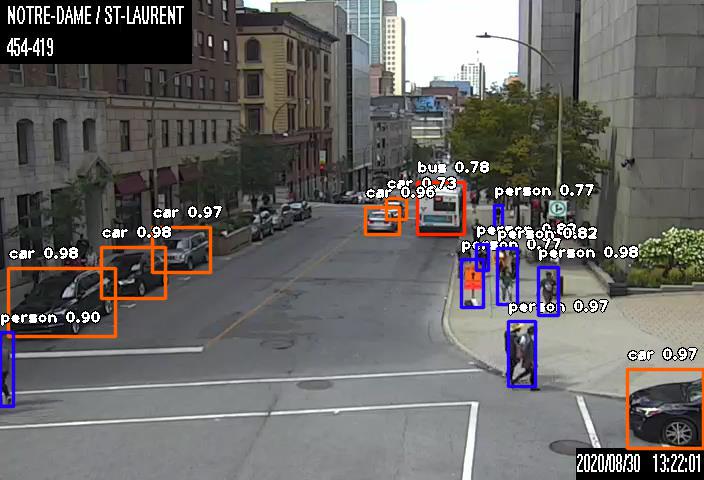 NOTRE-DAME / ST-LAURENT
454-419
bus 0.78
car 0.73
car 0.96
person 0.77
car 0.97
person 0.82
person 0.77
car 0.98
car 0.98
person 0.98
person 0.90
person 0.97
car 0.97
2020/08/30 13:22:01